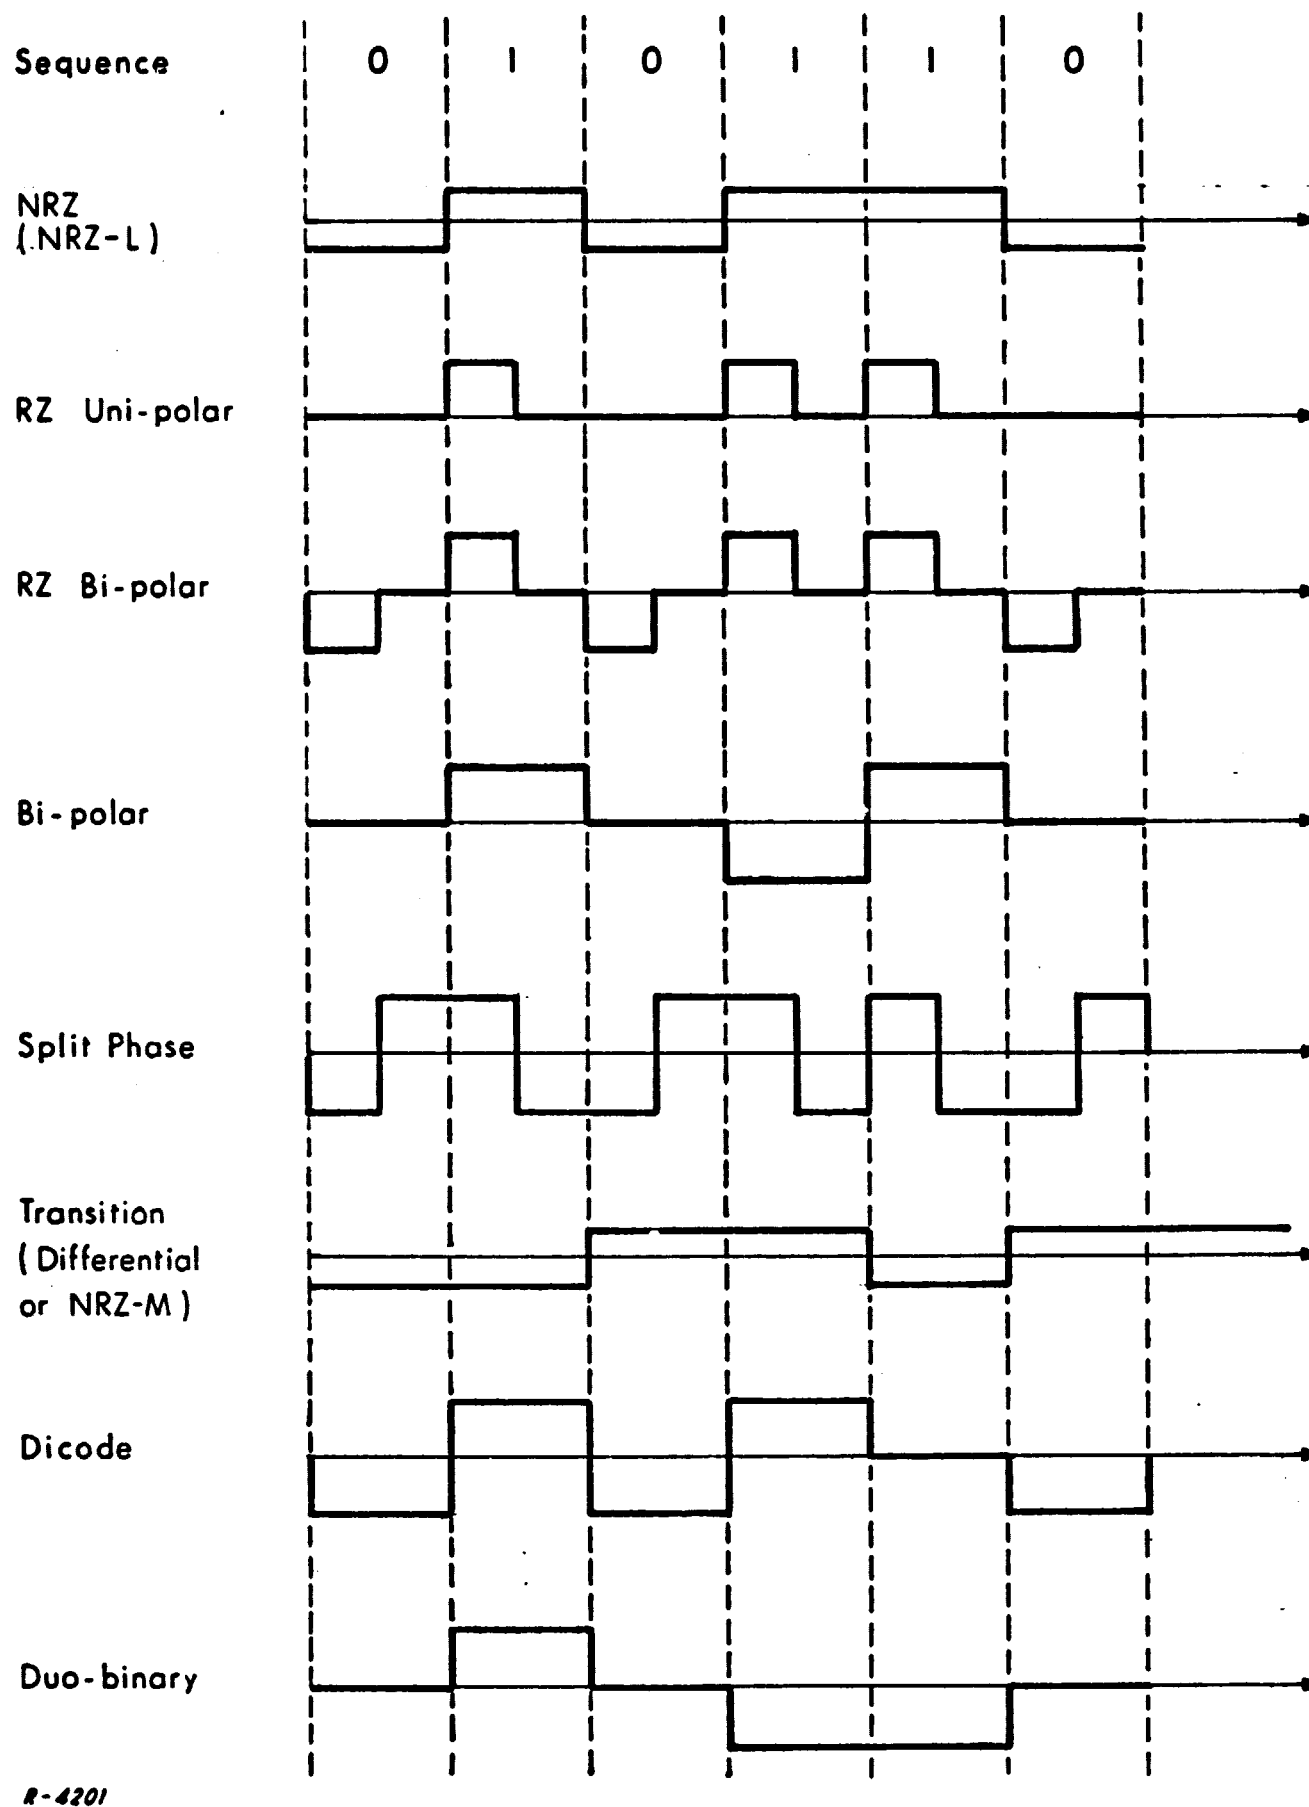 Sequence 0 1 0 1 1 0
NRZ
(NRZ-L)
RZ Uni-polar
RZ Bi-polar
Bi-polar
Split Phase
Transition
(Differential
or NRZ-M)
Dicode
Duo-binary
R-4201